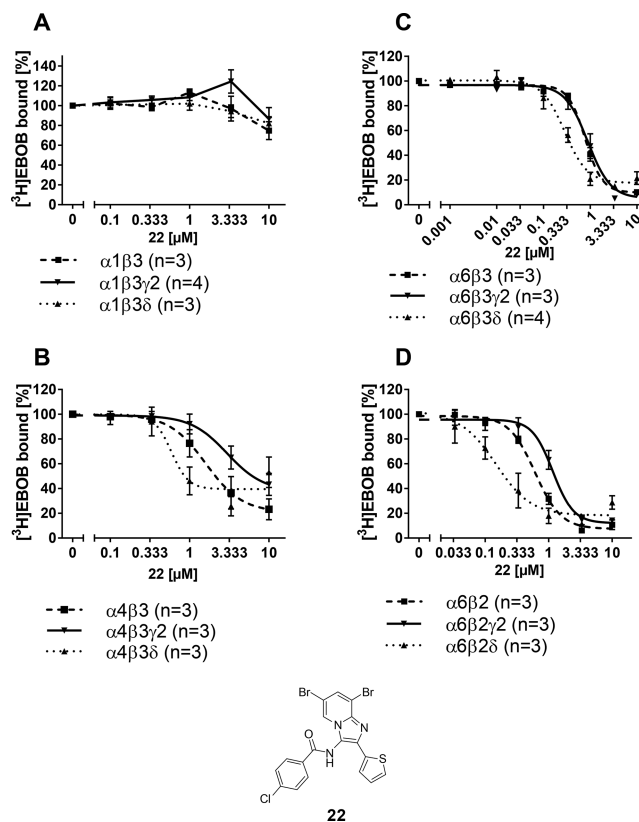 A
[³H]EBOB bound [%]
140
120
100
80
60
40
20
0
0 0.1 0.333 1 3.333 10
22 [µM]
α1β3 (n=3)
α1β3γ2 (n=4)
α1β3δ (n=3)
C
[³H]EBOB bound [%]
120
100
80
60
40
20
0
0 0.001 0.01 0.033 0.1 0.333 1 3.333 10
22 [µM]
α6β3 (n=3)
α6β3γ2 (n=3)
α6β3δ (n=4)
B
[³H]EBOB bound [%]
120
100
80
60
40
20
0
0 0.1 0.333 1 3.333 10
22 [µM]
α4β3 (n=3)
α4β3γ2 (n=3)
α4β3δ (n=3)
D
[³H]EBOB bound [%]
120
100
80
60
40
20
0
0 0.033 0.1 0.333 1 3.333 10
22 [µM]
α6β2 (n=3)
α6β2γ2 (n=3)
α6β2δ (n=3)
Br Br
N N
O
N
H
S
Cl
22